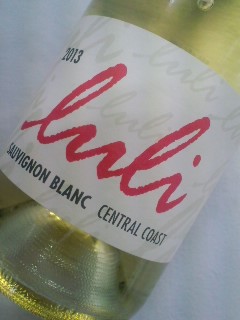 2013
luli
SAUVIGNON BLANC
CENTRAL COAST